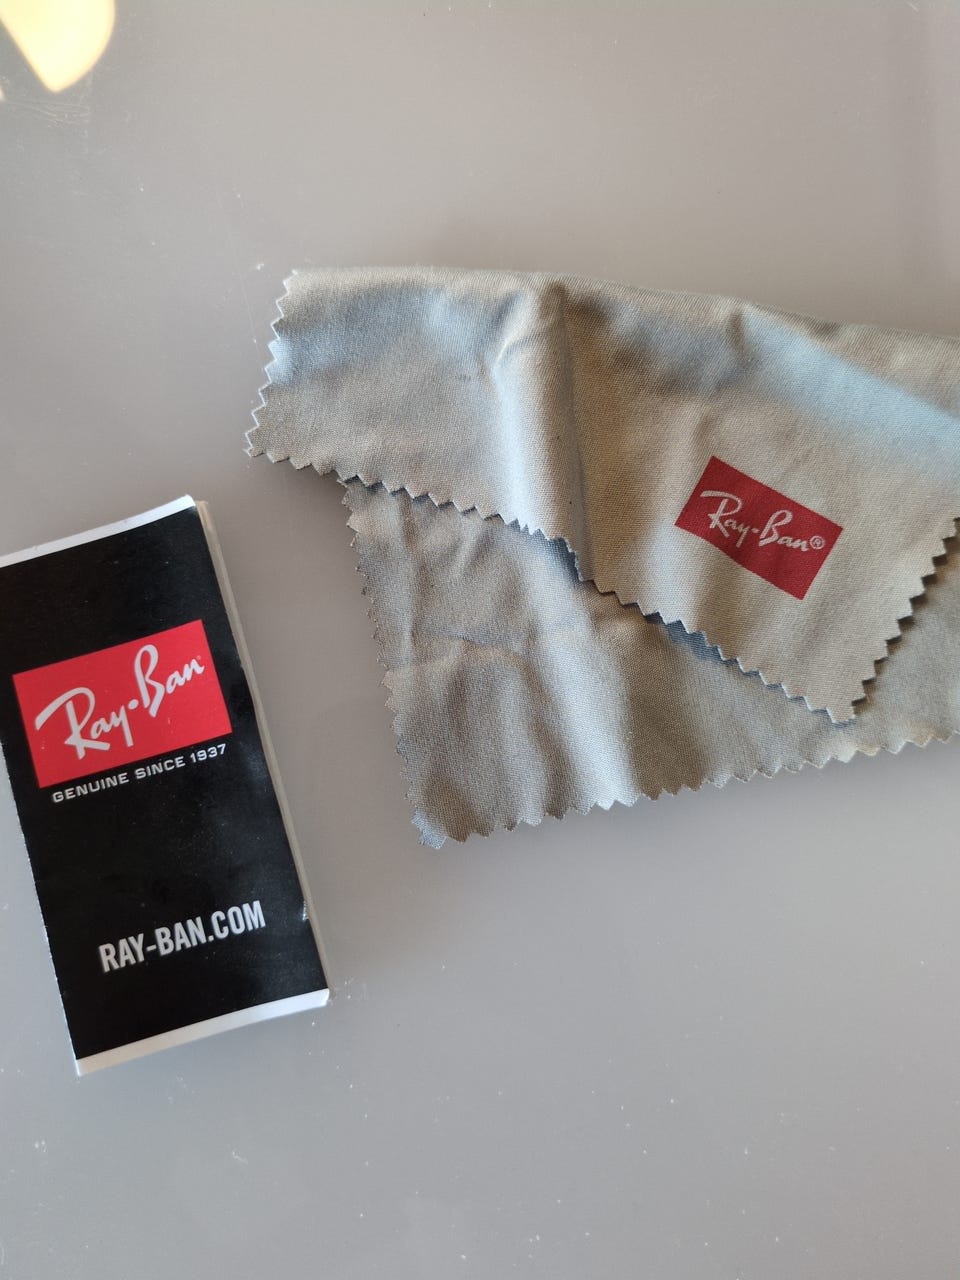 Ray-Ban
GENUINE SINCE 1937
RAY-BAN.COM
Ray-Ban®